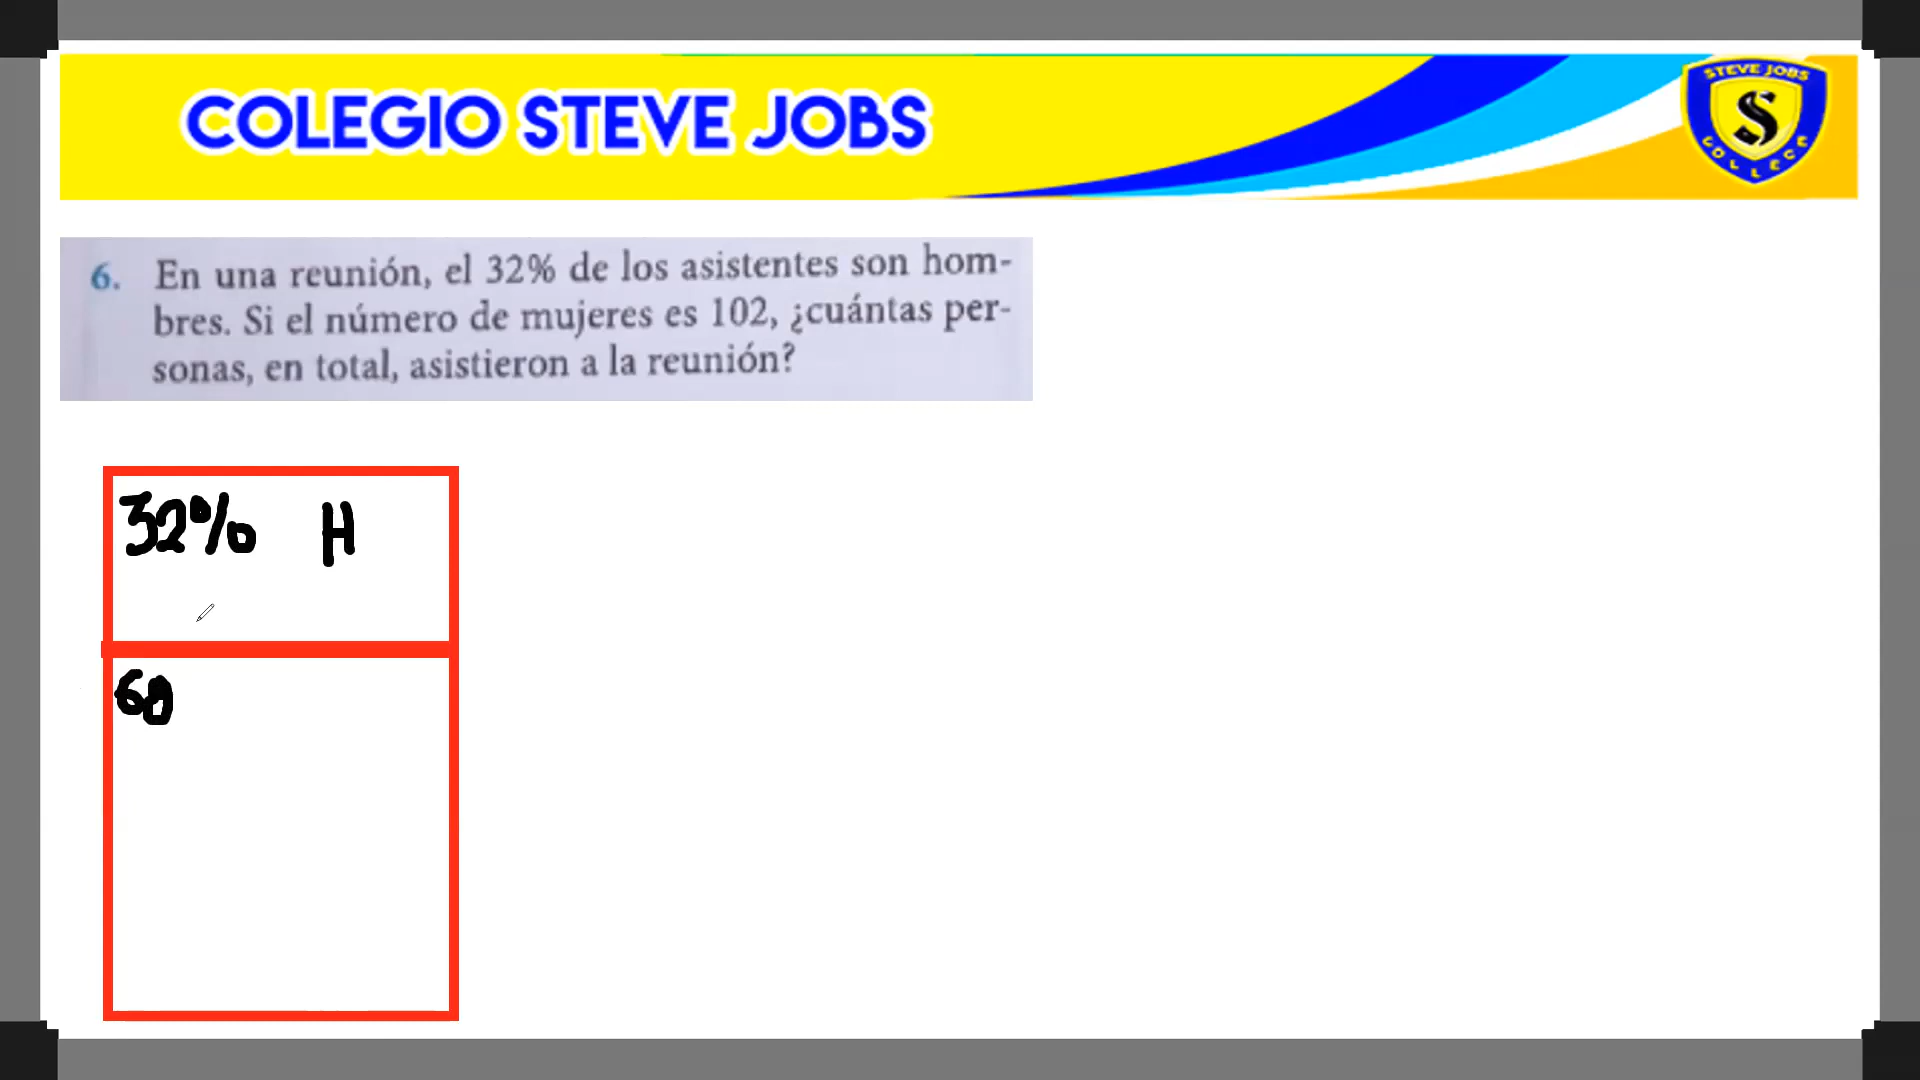 COLEGIO STEVE JOBS
STEVE JOBS
S
COLLEGE
6. En una reunión, el 32% de los asistentes son hom-
bres. Si el número de mujeres es 102, ¿cuántas per-
sonas, en total, asistieron a la reunión?
32% H